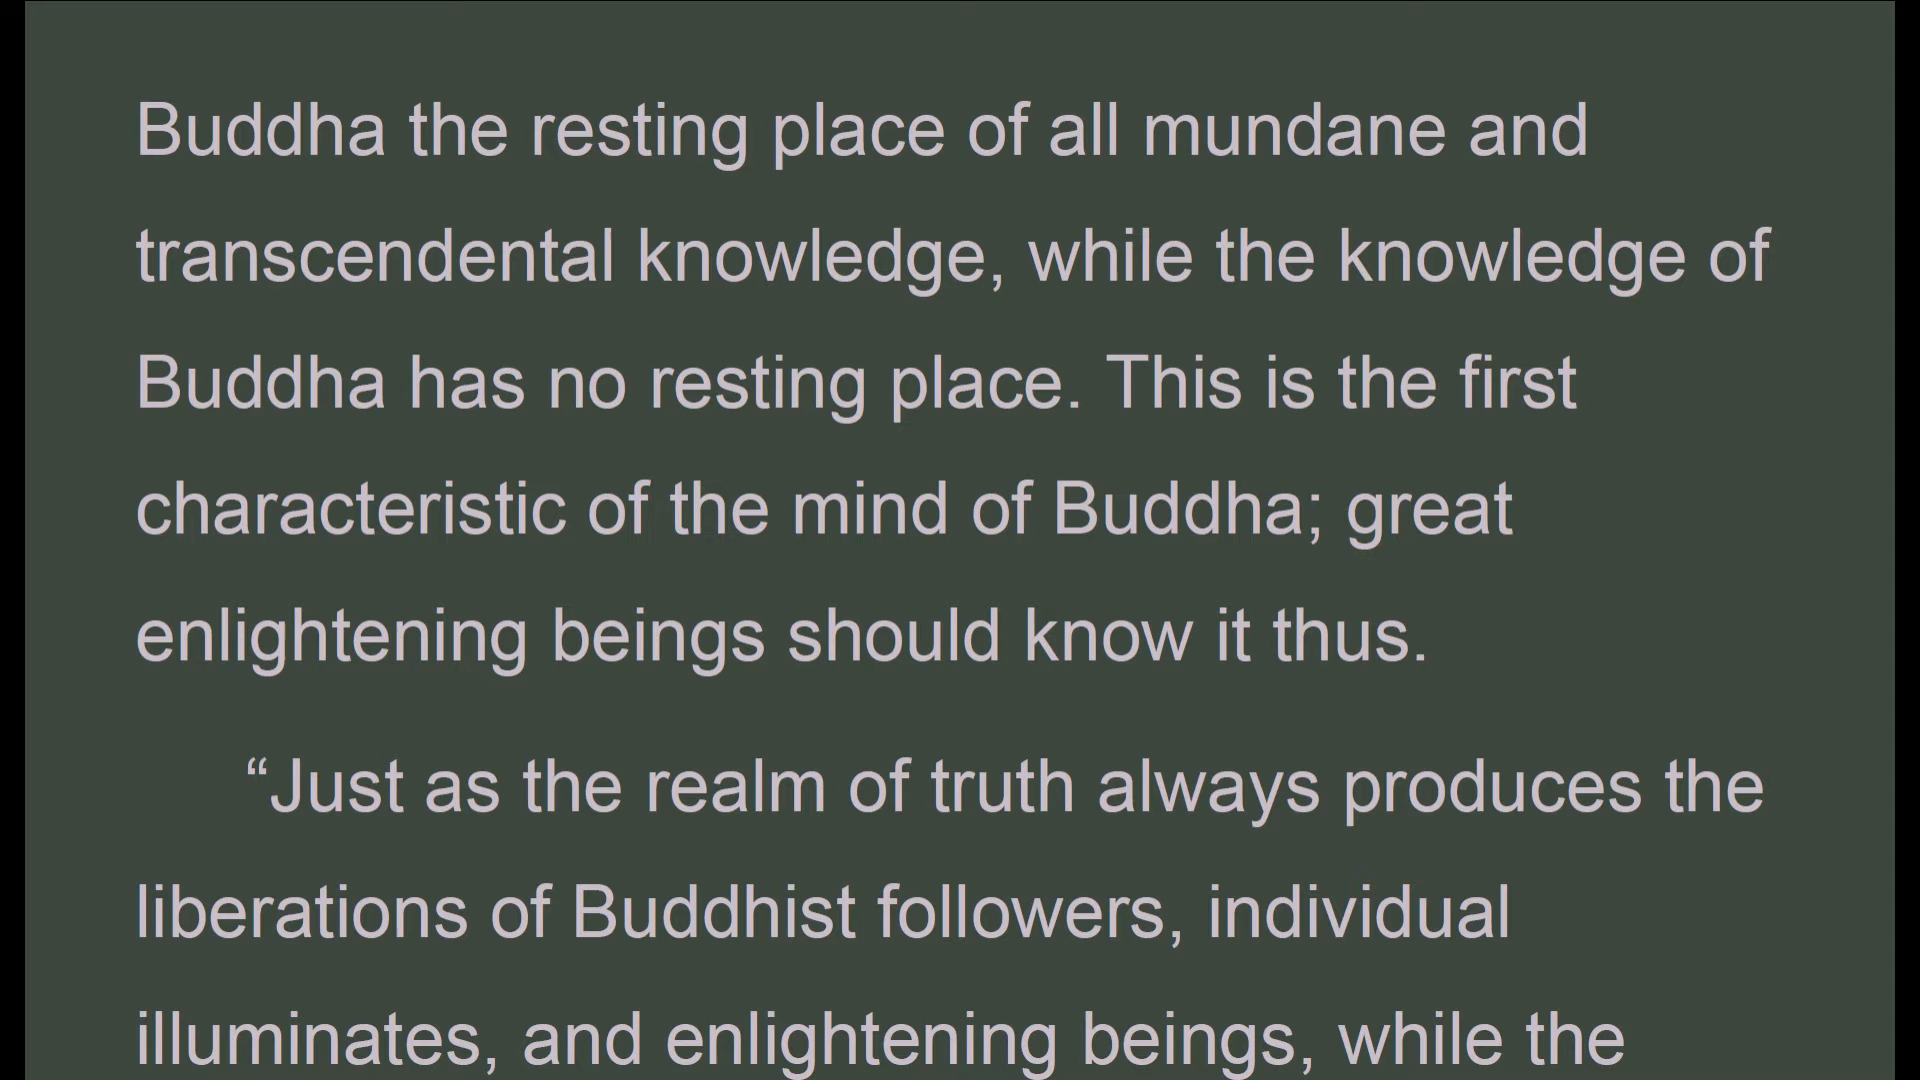 Buddha the resting place of all mundane and
transcendental knowledge, while the knowledge of
Buddha has no resting place. This is the first
characteristic of the mind of Buddha; great
enlightening beings should know it thus.
“Just as the realm of truth always produces the
liberations of Buddhist followers, individual
illuminates, and enlightening beings, while the